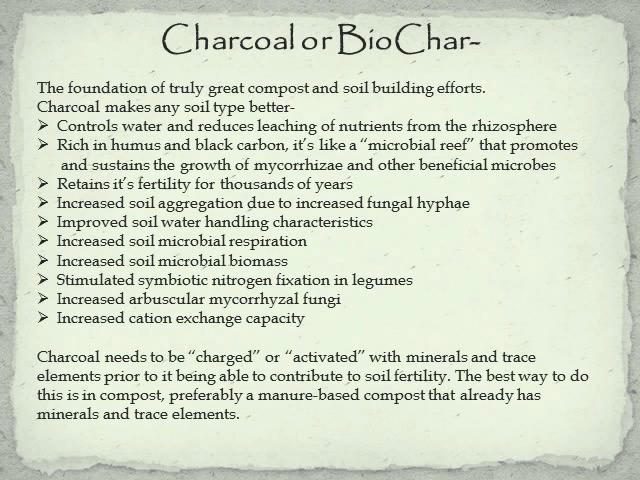 Charcoal or BioChar-
The foundation of truly great compost and soil building efforts.
Charcoal makes any soil type better-
➢ Controls water and reduces leaching of nutrients from the rhizosphere
➢ Rich in humus and black carbon, it’s like a “microbial reef” that promotes
and sustains the growth of mycorrhizae and other beneficial microbes
➢ Retains it’s fertility for thousands of years
➢ Increased soil aggregation due to increased fungal hyphae
➢ Improved soil water handling characteristics
➢ Increased soil microbial respiration
➢ Increased soil microbial biomass
➢ Stimulated symbiotic nitrogen fixation in legumes
➢ Increased arbuscular mycorrhyzal fungi
➢ Increased cation exchange capacity
Charcoal needs to be “charged” or “activated” with minerals and trace
elements prior to it being able to contribute to soil fertility. The best way to do
this is in compost, preferably a manure-based compost that already has
minerals and trace elements.